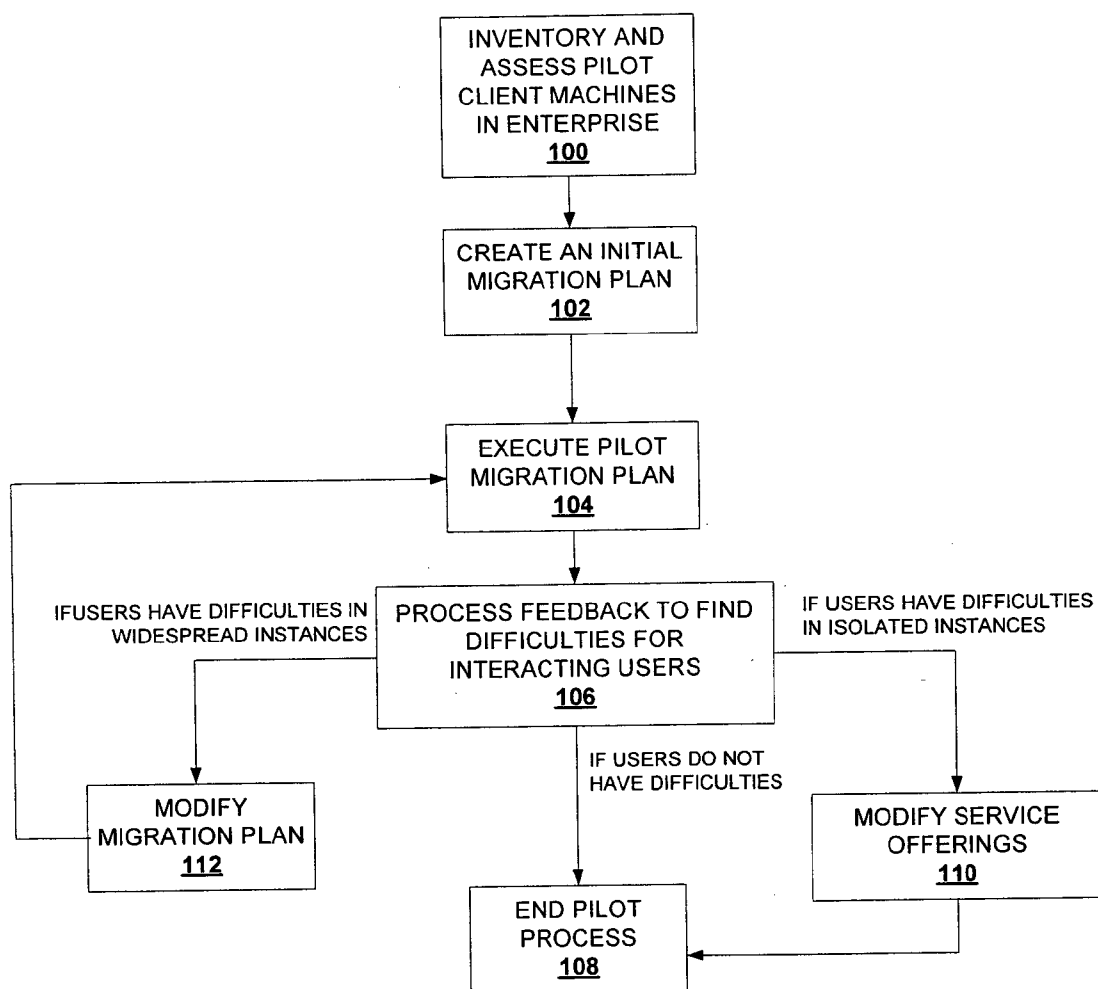 INVENTORY AND
ASSESS PILOT
CLIENT MACHINES
IN ENTERPRISE
100
CREATE AN INITIAL
MIGRATION PLAN
102
EXECUTE PILOT
MIGRATION PLAN
104
IFUSERS HAVE DIFFICULTIES IN
WIDESPREAD INSTANCES
PROCESS FEEDBACK TO FIND
DIFFICULTIES FOR
INTERACTING USERS
106
IF USERS HAVE DIFFICULTIES
IN ISOLATED INSTANCES
IF USERS DO NOT
HAVE DIFFICULTIES
MODIFY
MIGRATION PLAN
112
MODIFY SERVICE
OFFERINGS
110
END PILOT
PROCESS
108